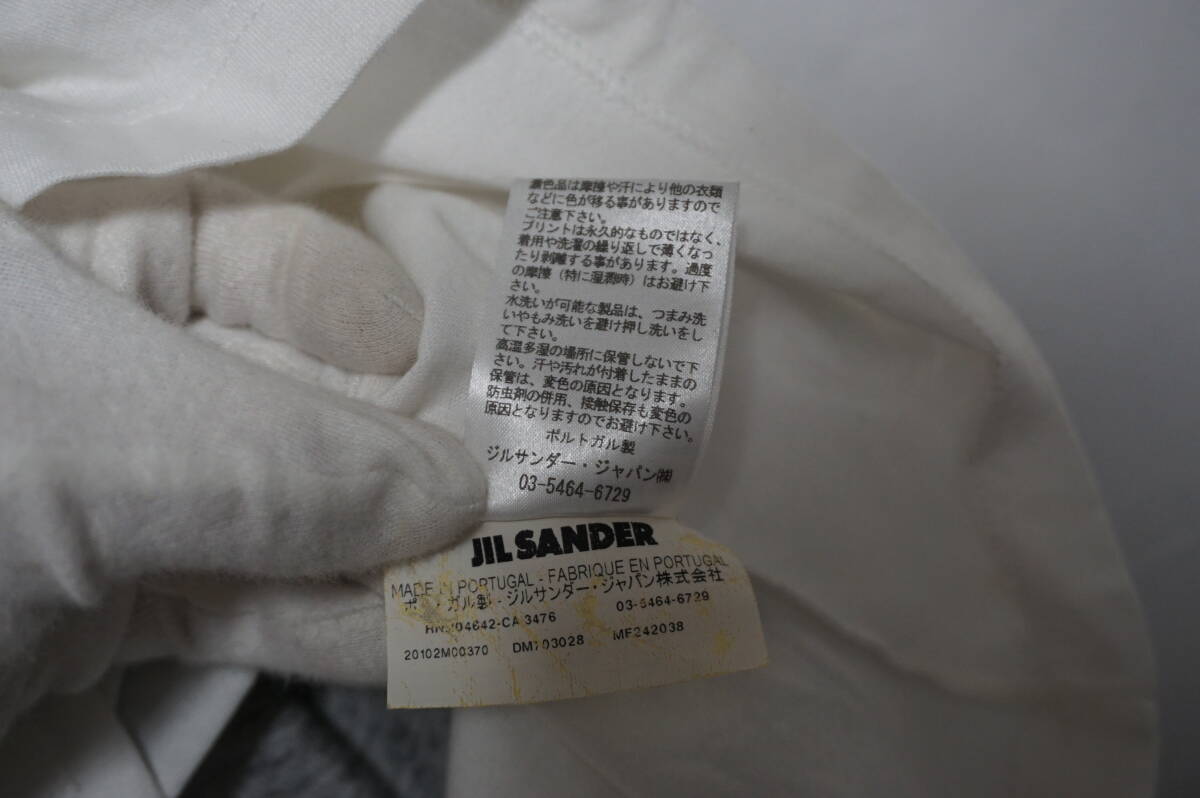 濃色品は摩擦や汗により他の衣類
などに色が移る事がありますので
ご注意下さい。
プリントは永久的なものではなく、
着用や洗濯の繰り返しで薄くなっ
たり剥離する事があります。過度
の摩擦（特に湿潤時）はお避け下
さい。
水洗いが可能な製品は、つまみ洗
いやもみ洗いを避け押し洗いをし
て下さい。
高温多湿の場所に保管しないで下
さい。汗や汚れが付着したままの
保管は、変色の原因となります。
防虫剤の併用、接触保存も変色の
原因となりますのでお避け下さい。
ポルトガル製
ジルサンダー・ジャパン㈱
03-5464-6729
JIL SANDER
MADE IN PORTUGAL - FABRIQUE EN PORTUGAL
ガル製 - ジルサンダー・ジャパン株式会社
03-5464-6729
20102M00370 MF242038